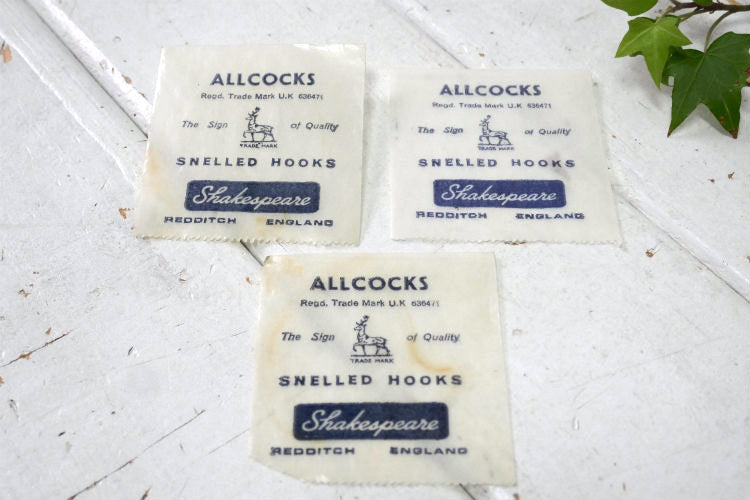 ALLCOCKS
Regd. Trade Mark U.K 636471
The Sign of Quality
TRADE MARK
SNELLED HOOKS
Shakespeare
REDDITCH ENGLAND
ALLCOCKS
Regd. Trade Mark U.K 636471
The Sign of Quality
TRADE MARK
SNELLED HOOKS
Shakespeare
REDDITCH ENGLAND
ALLCOCKS
Regd. Trade Mark U.K 636471
The Sign of Quality
TRADE MARK
SNELLED HOOKS
Shakespeare
REDDITCH ENGLAND